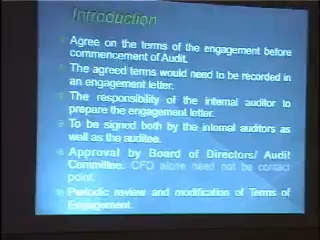 Introduction
Agree on the terms of the engagement before
commencement of Audit.
The agreed terms would need to be recorded in
an engagement letter.
The responsibility of the internal auditor to
prepare the engagement letter.
To be signed both by the internal auditors as
well as the auditee.
Approval by Board of Directors/ Audit
Committee. CFO alone need not be contact
point.
Periodic review and modification of Terms of
Engagement.